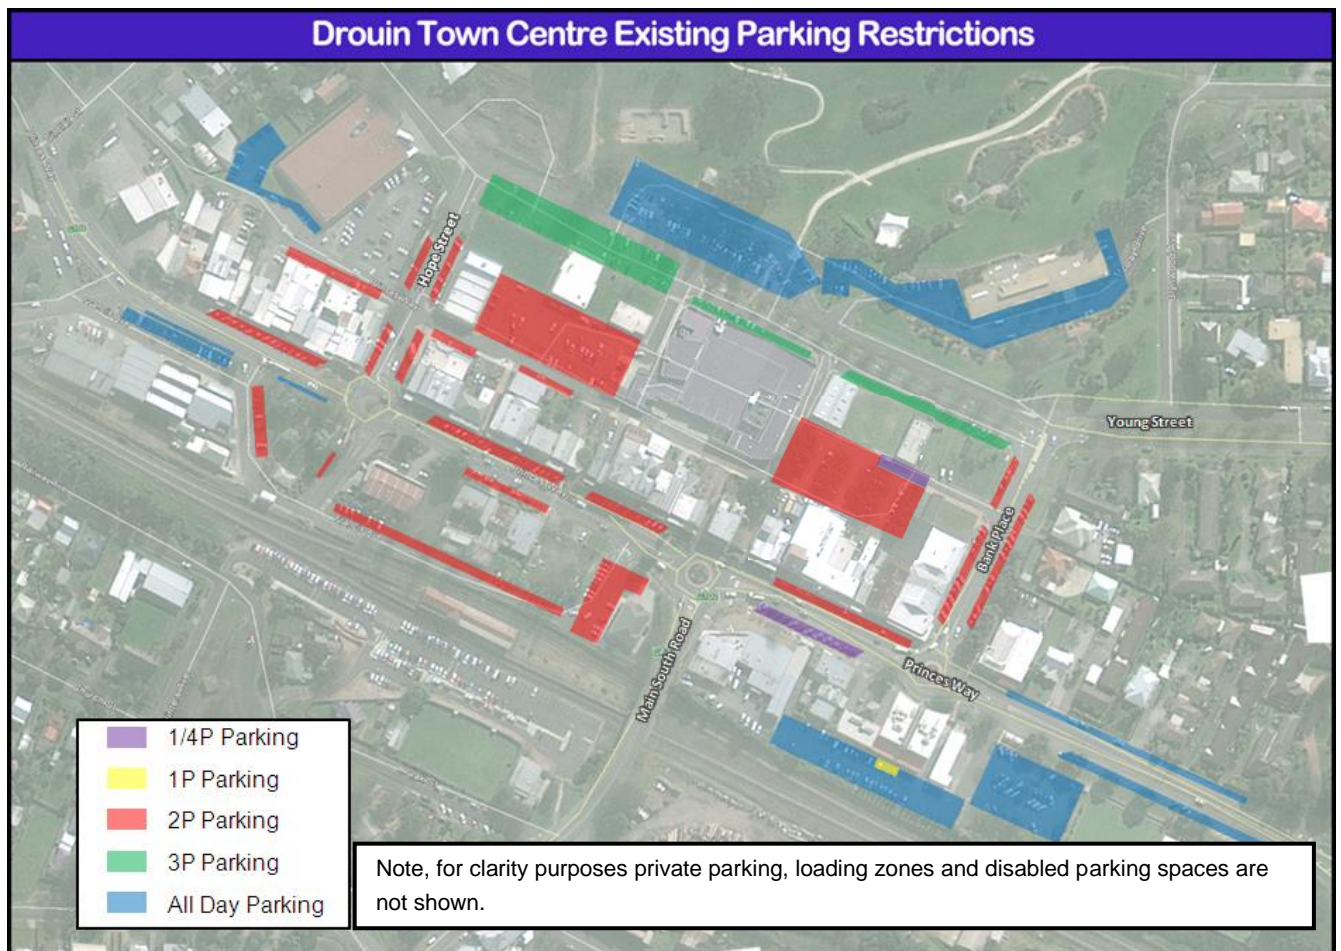 Drouin Town Centre Existing Parking Restrictions
Hope Street
Young Street
Bank Place
Princes Way
Main South Road
1/4P Parking
1P Parking
2P Parking
3P Parking
All Day Parking
Note, for clarity purposes private parking, loading zones and disabled parking spaces are
not shown.